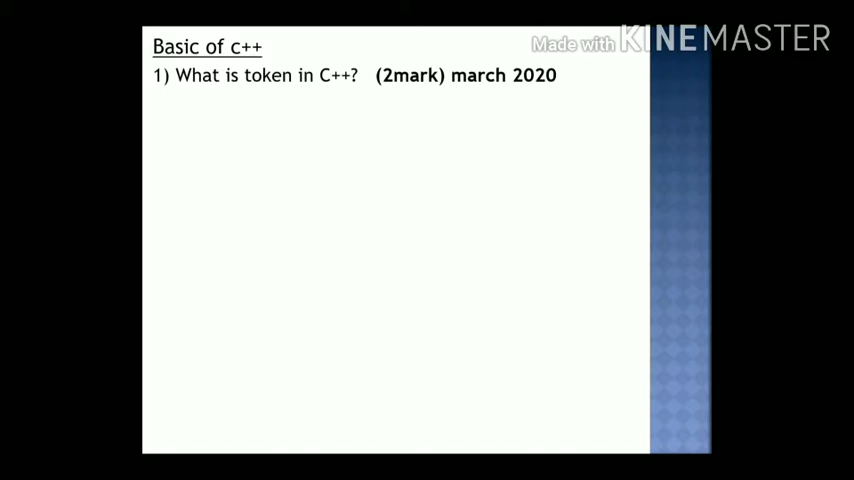 Basic of c++
Made with KINEMASTER
1) What is token in C++? (2mark) march 2020